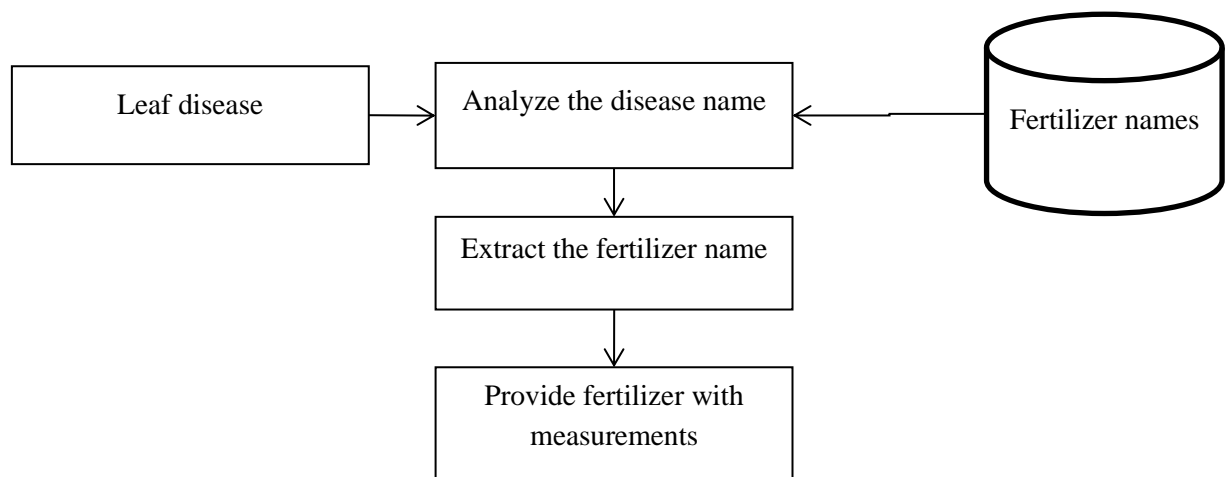 Leaf disease
Analyze the disease name
Fertilizer names
Extract the fertilizer name
Provide fertilizer with
measurements